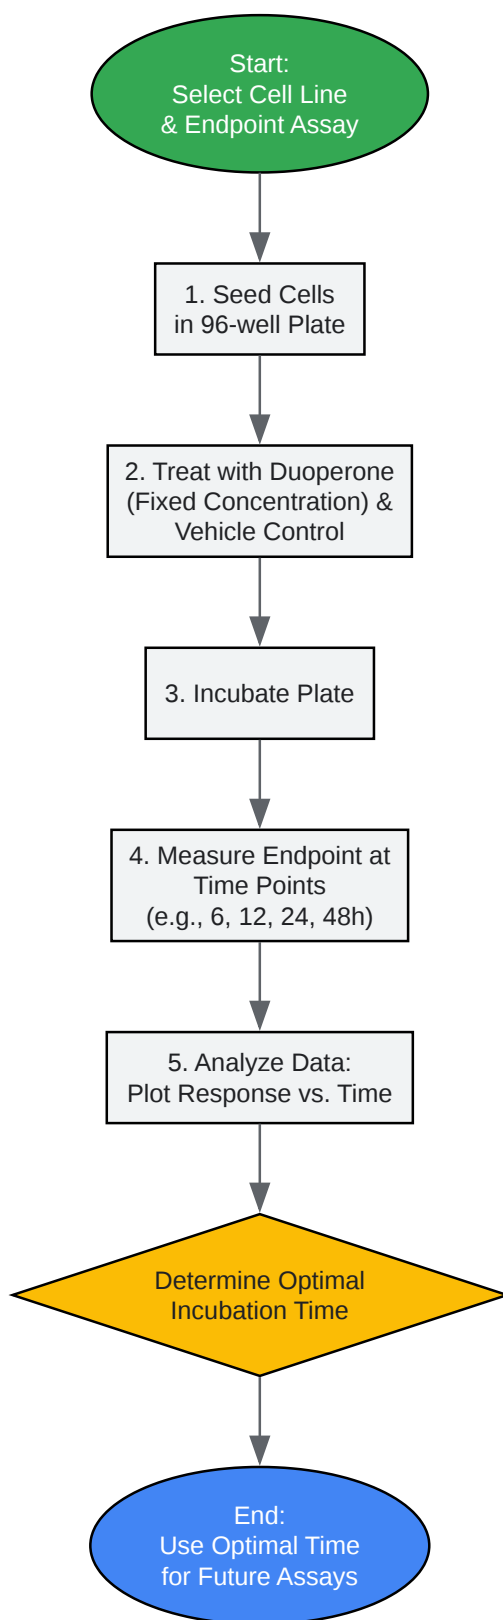 Start:
Select Cell Line
& Endpoint Assay
1. Seed Cells
in 96-well Plate
2. Treat with Duoperone
(Fixed Concentration) &
Vehicle Control
3. Incubate Plate
4. Measure Endpoint at
Time Points
(e.g., 6, 12, 24, 48h)
5. Analyze Data:
Plot Response vs. Time
Determine Optimal
Incubation Time
End:
Use Optimal Time
for Future Assays